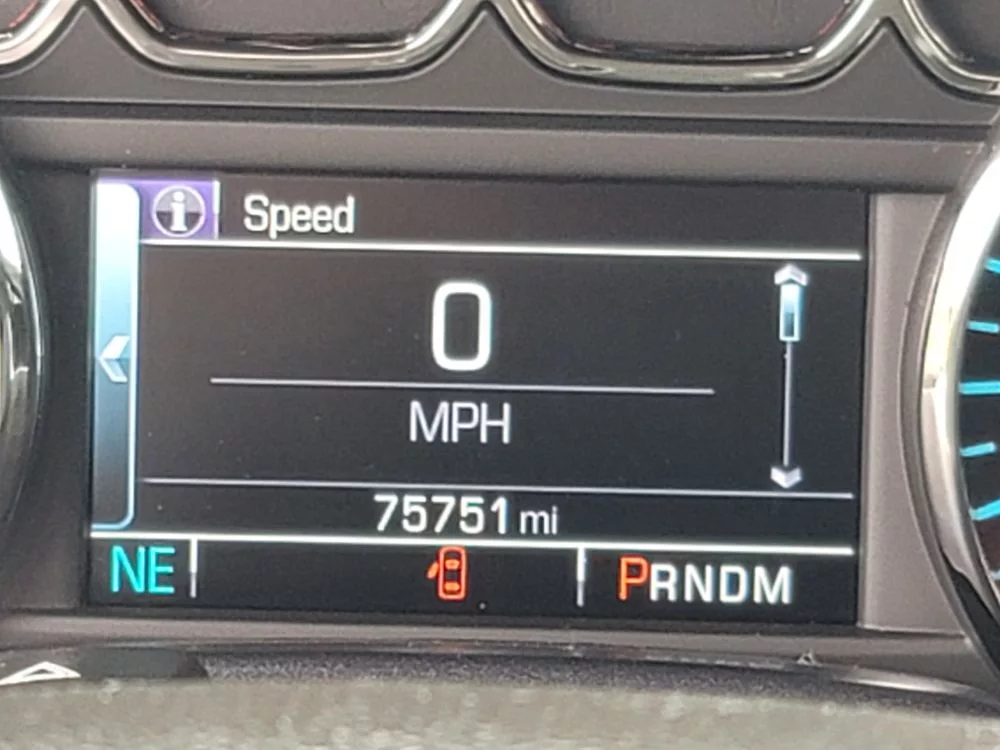 Speed
0
MPH
75751 mi
NE
PRNDM